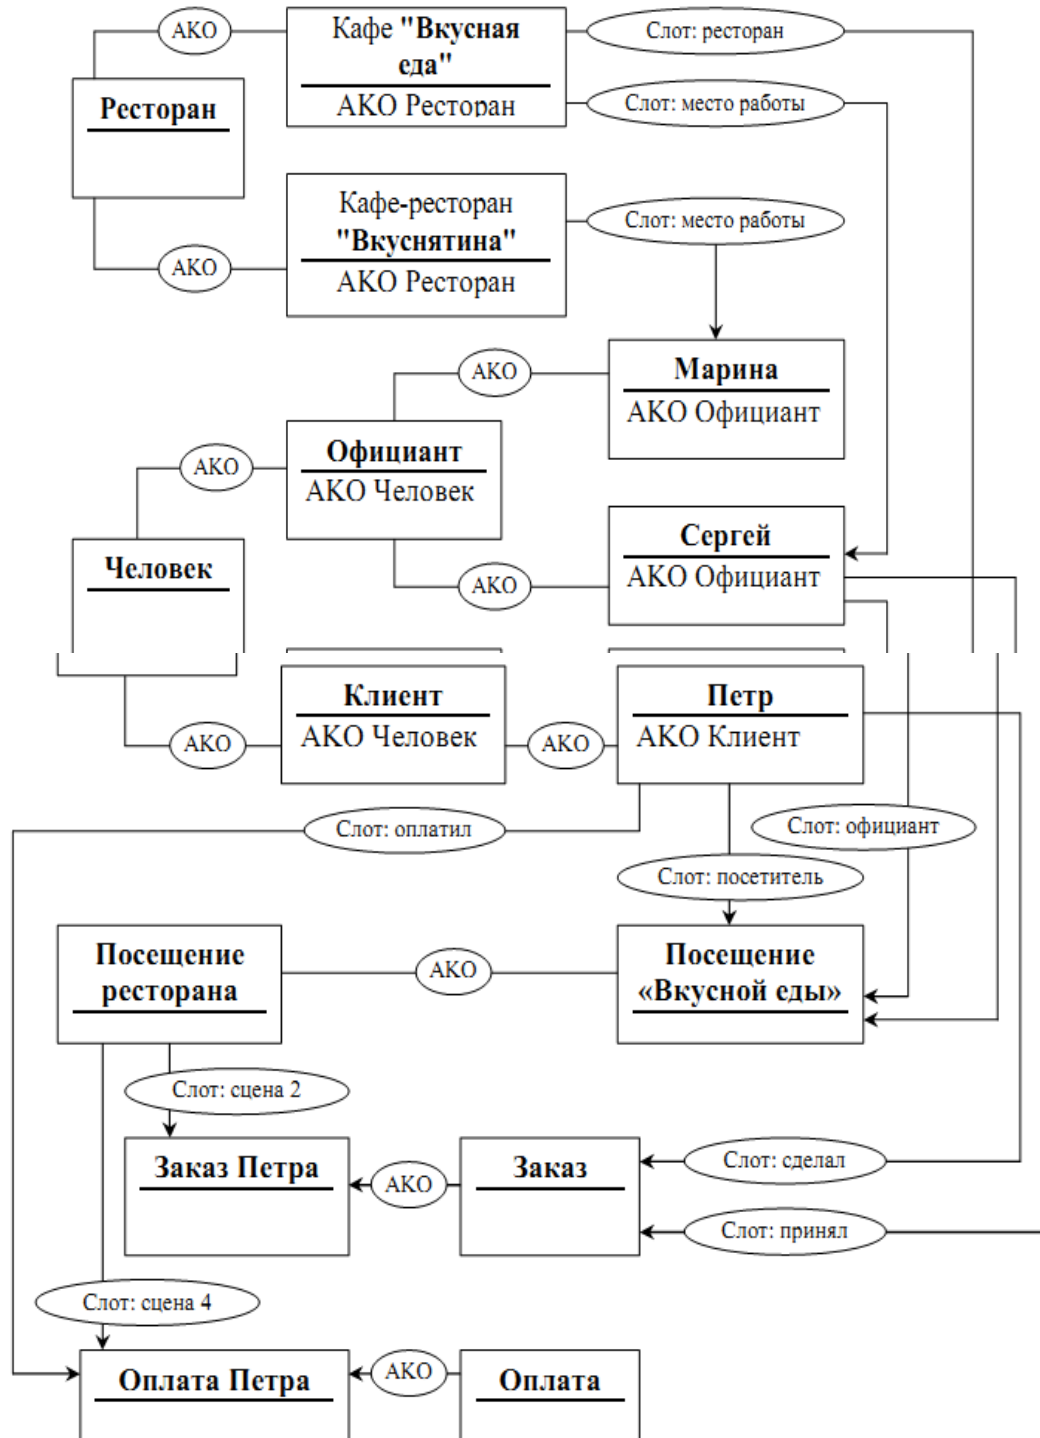 АКО
Кафе "Вкусная
еда"
АКО Ресторан
Слот: ресторан
Слот: место работы
Ресторан
Кафе-ресторан
"Вкуснятина"
АКО Ресторан
Слот: место работы
АКО
Марина
АКО Официант
АКО
Официант
АКО Человек
АКО
Сергей
АКО Официант
Человек
АКО
Клиент
АКО Человек
Петр
АКО Клиент
АКО
АКО
Слот: оплатил
Слот: официант
Слот: посетитель
Посещение
ресторана
АКО
Посещение
«Вкусной еды»
Слот: сцена 2
Заказ Петра
АКО
Заказ
Слот: сделал
Слот: принял
Слот: сцена 4
Оплата Петра
АКО
Оплата